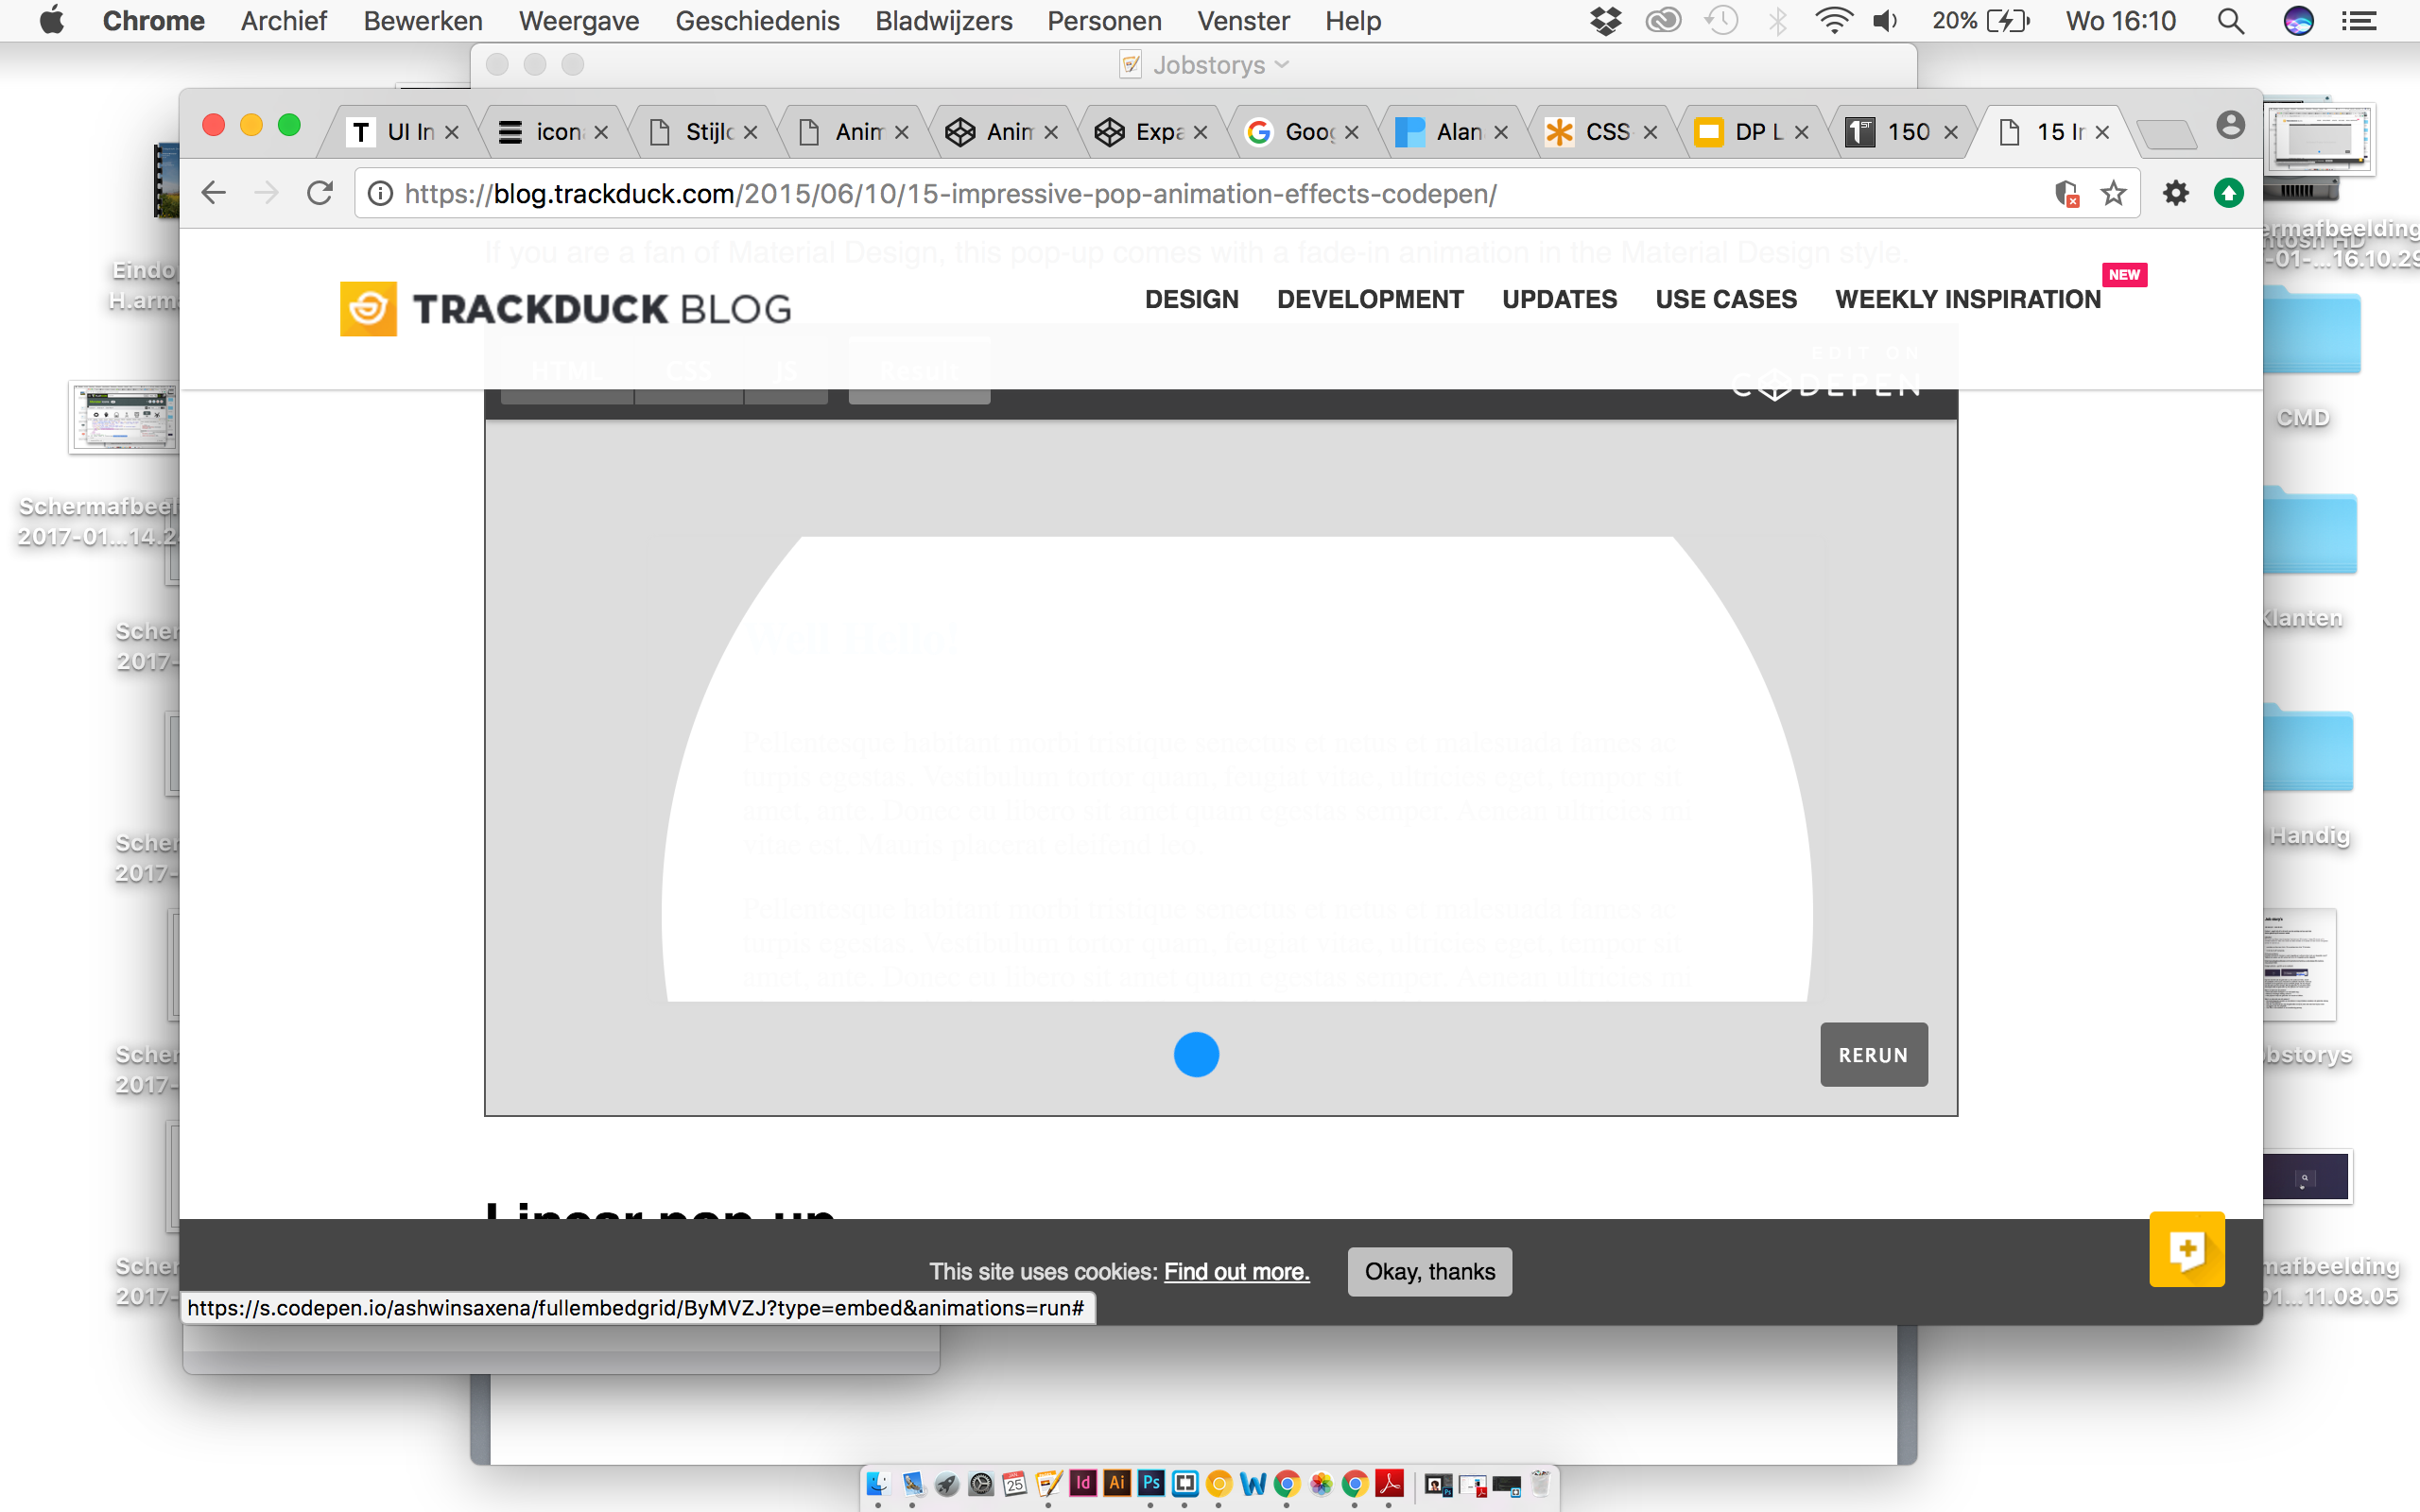 Chrome Archief Bewerken Weergave Geschiedenis Bladwijzers Personen Venster Help 20% Wo 16:10
Jobstorys
UI In iconi Stijlc Anim Anim Expa Goog Alan CSS DP L 150 15 Ir
https://blog.trackduck.com/2015/06/10/15-impressive-pop-animation-effects-codepen/
If you are a fan of Material Design, this pop-up comes with a fade-in animation in the Material Design style.
TRACKDUCK BLOG
DESIGN DEVELOPMENT UPDATES USE CASES WEEKLY INSPIRATION NEW
HTML CSS JS Result
EDIT ON
CODEPEN
Pellentesque habitant morbi tristique senectus et netus et malesuada fames ac
turpis egestas. Vestibulum tortor quam, feugiat vitae, ultricies eget, tempor sit
amet, ante. Donec eu libero sit amet quam egestas semper. Aenean ultricies mi
vitae est. Mauris placerat eleifend leo.
Pellentesque habitant morbi tristique senectus et netus et malesuada fames ac
turpis egestas. Vestibulum tortor quam, feugiat vitae, ultricies eget, tempor sit
amet, ante. Donec eu libero sit amet quam egestas semper. Aenean ultricies mi
RERUN
Linear pop-up
This site uses cookies: Find out more. Okay, thanks
https://s.codepen.io/ashwinsaxena/fullembedgrid/ByMVZJ?type=embed&animations=run#
Eindo
H.arm
Schermafbeel
2017-01...14.2
Scher
2017-
Scher
2017-
Scher
2017-
Scher
2017-
ermafbeelding
ntosh HD
-01-...16.10.29
CMD
Klanten
Handig
obstorys
mafbeelding
01...11.08.05
JAN
25
Id Ai Ps